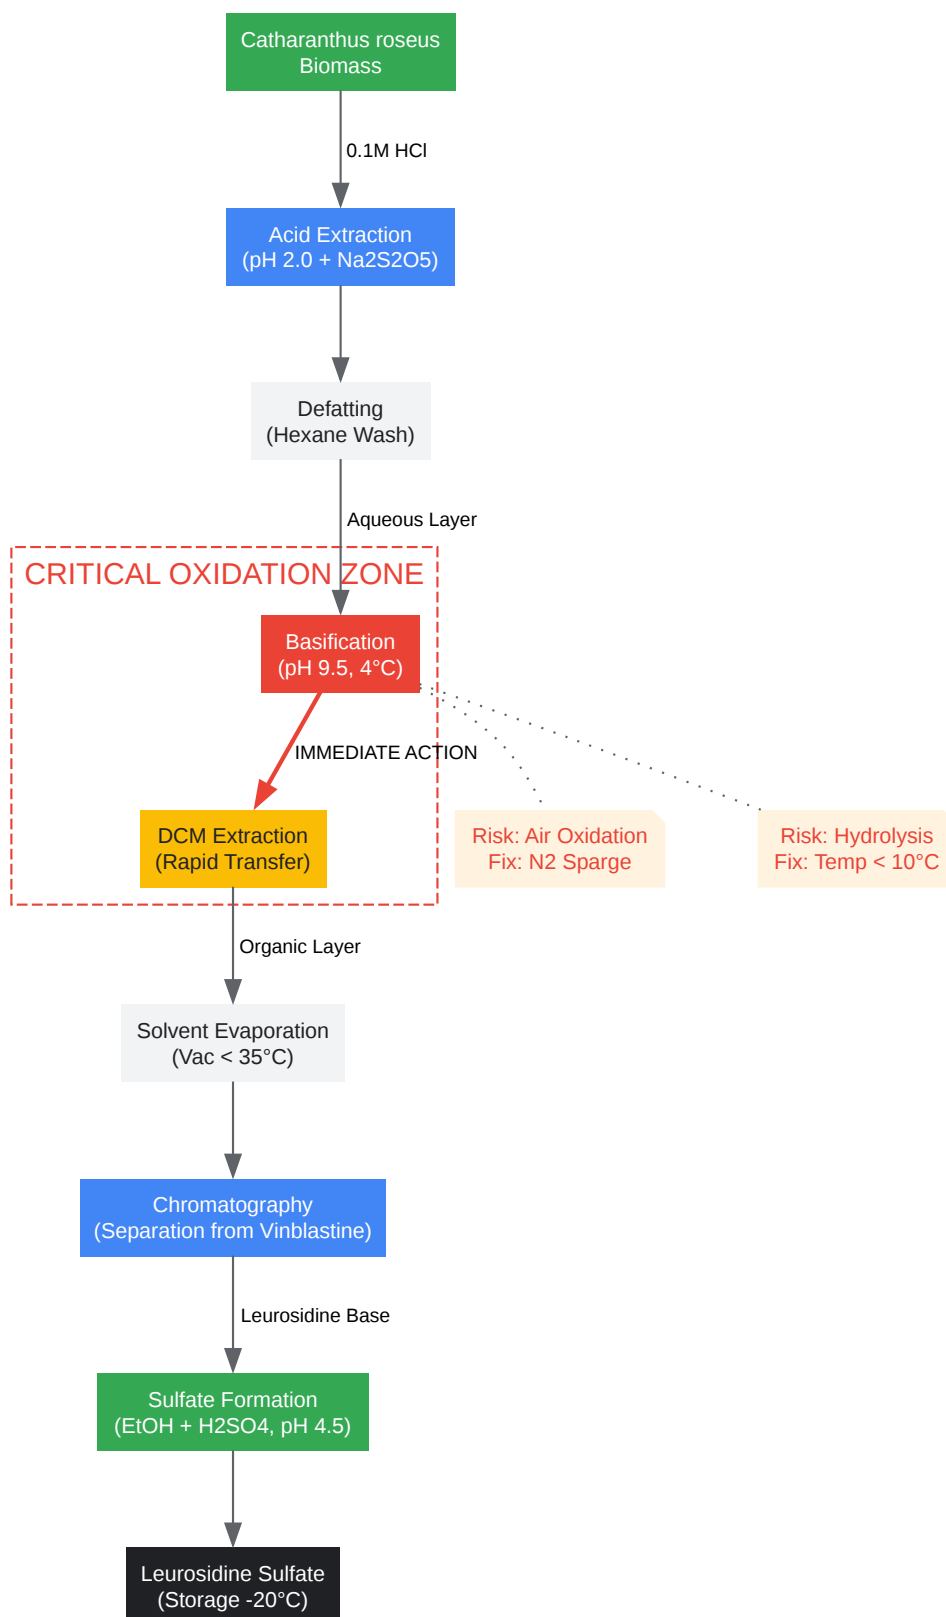 Catharanthus roseus
Biomass
0.1M HCl
Acid Extraction
(pH 2.0 + Na2S2O5)
Defatting
(Hexane Wash)
Aqueous Layer
CRITICAL OXIDATION ZONE
Basification
(pH 9.5, 4°C)
IMMEDIATE ACTION
DCM Extraction
(Rapid Transfer)
Risk: Air Oxidation
Fix: N2 Sparge
Risk: Hydrolysis
Fix: Temp < 10°C
Organic Layer
Solvent Evaporation
(Vac < 35°C)
Chromatography
(Separation from Vinblastine)
Leurosidine Base
Sulfate Formation
(EtOH + H2SO4, pH 4.5)
Leurosidine Sulfate
(Storage -20°C)